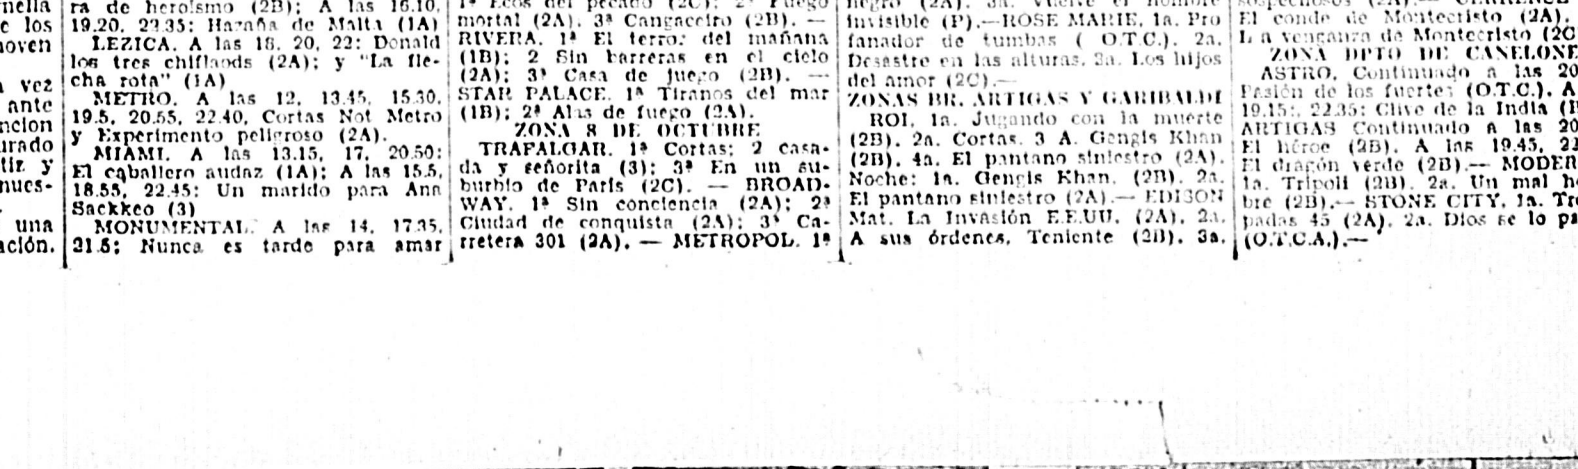 nella
c los
noven
a vez
ante
ncion
urado
tiz y
nues-
una
ación.
ra de heroísmo (2B); A las 16.10,
19.20, 22.35: Hazaña de Malta (1A)
LEZICA. A las 18, 20, 22: Donald
los tres chiflaods (2A); y "La fle-
cha rota" (1A)
METRO. A las 12, 13.45, 15.30,
19.5, 20.55, 22.40, Cortas Not Metro
y Experimento peligroso (2A).
MIAMI. A las 13.15, 17, 20.50:
El caballero audaz (1A); A las 15.5,
18.55, 22.45: Un marido para Ana
Sackkeo (3)
MONUMENTAL. A las 14, 17.35,
21.5; Nunca es tarde para amar
1ª Ecos del pecado (2C); 2ª Fuego
mortal (2A). 3ª Cangaceiro (2B). —
RIVERA. 1ª El terror del mañana
(1B); 2 Sin barreras en el cielo
(2A); 3ª Casa de juego (2B). —
STAR PALACE. 1ª Tiranos del mar
(1B); 2ª Alas de fuego (2A).
ZONA 8 DE OCTUBRE
TRAFALGAR. 1ª Cortas; 2 casa-
da y señorita (3); 3ª En un su-
burbio de París (2C). — BROAD-
WAY. 1ª Sin conciencia (2A); 2ª
Ciudad de conquista (2A); 3ª Ca-
rretera 301 (2A). — METROPOL. 1ª
negro (2A). 3a. Vuelve el hombre
invisible (P).—ROSE MARIE, 1a. Pro
fanador de tumbas ( O.T.C.). 2a.
Desastre en las alturas. 3a. Los hijos
del amor (2C).—
ZONAS BR. ARTIGAS Y GARIBALDI
ROI, 1a. Jugando con la muerte
(2B). 2a. Cortas. 3 A. Gengis Khan
(2B). 4a. El pantano siniestro (2A).
Noche: 1a. Gengis Khan. (2B). 2a.
El pantano siniestro (2A).— EDISON
Mat. La Invasión E.E.UU. (2A). 2a.
A sus órdenes, Teniente (2B). 3a.
El conde de Montecristo (2A).
La venganza de Montecristo (2C
ZONA DPTO DE CANELONE
ASTRO. Continuado a las 20
Pasión de los fuertes (O.T.C.). A
19.15:, 22.35: Clive de la India (
ARTIGAS Continuado a las 20
El héroe (2B). A las 19.45, 22
El dragón verde (2B).— MODER
1a. Trípoli (2B). 2a. Un mal h
bre (2B).— STONE CITY. 1a. Tre
padas 45 (2A). 2a. Dios se lo pa
(O.T.C.A.).—